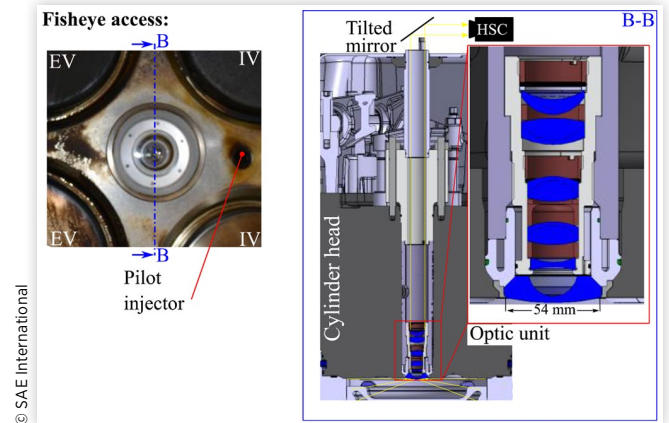 Fisheye access:
B
EV
IV
EV
IV
B
Pilot
injector
B-B
Tilted
mirror
HSC
Cylinder head
54 mm
Optic unit
© SAE International